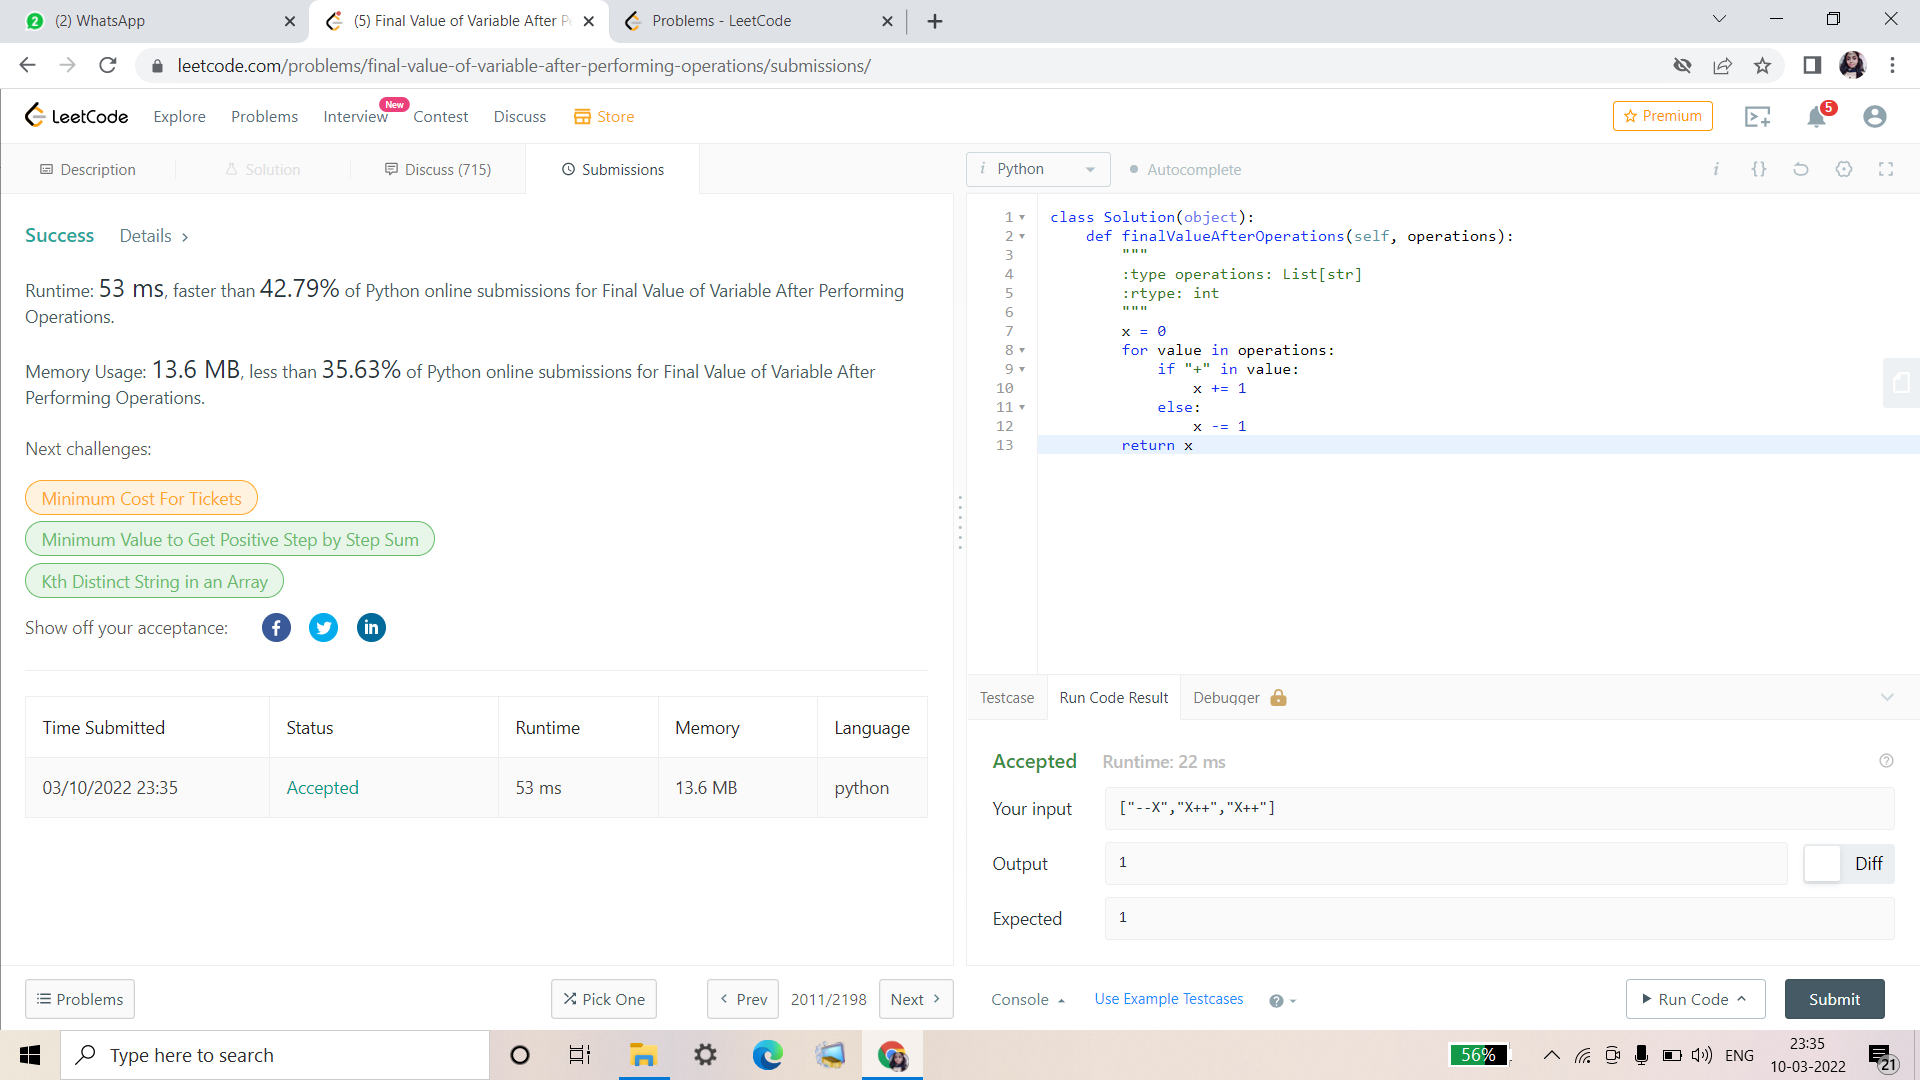 2 (2) WhatsApp
(5) Final Value of Variable After P
Problems - LeetCode
leetcode.com/problems/final-value-of-variable-after-performing-operations/submissions/
LeetCode Explore Problems Interview New Contest Discuss Store
Premium 5
Description Solution Discuss (715) Submissions
i Python Autocomplete i {}
Success Details >
Runtime: 53 ms, faster than 42.79% of Python online submissions for Final Value of Variable After Performing
Operations.
Memory Usage: 13.6 MB, less than 35.63% of Python online submissions for Final Value of Variable After
Performing Operations.
Next challenges:
Minimum Cost For Tickets
Minimum Value to Get Positive Step by Step Sum
Kth Distinct String in an Array
Show off your acceptance: f in
Time Submitted Status Runtime Memory Language
03/10/2022 23:35 Accepted 53 ms 13.6 MB python
1 class Solution(object):
2 def finalValueAfterOperations(self, operations):
3 """
4 :type operations: List[str]
5 :rtype: int
6 """
7 x = 0
8 for value in operations:
9 if "+" in value:
10 x += 1
11 else:
12 x -= 1
13 return x
Testcase Run Code Result Debugger
Accepted Runtime: 22 ms ?
Your input ["--X","X++","X++"]
Output 1 Diff
Expected 1
Problems Pick One < Prev 2011/2198 Next >
Console Use Example Testcases ? Run Code Submit
Type here to search
56% ENG 23:35
10-03-2022 21